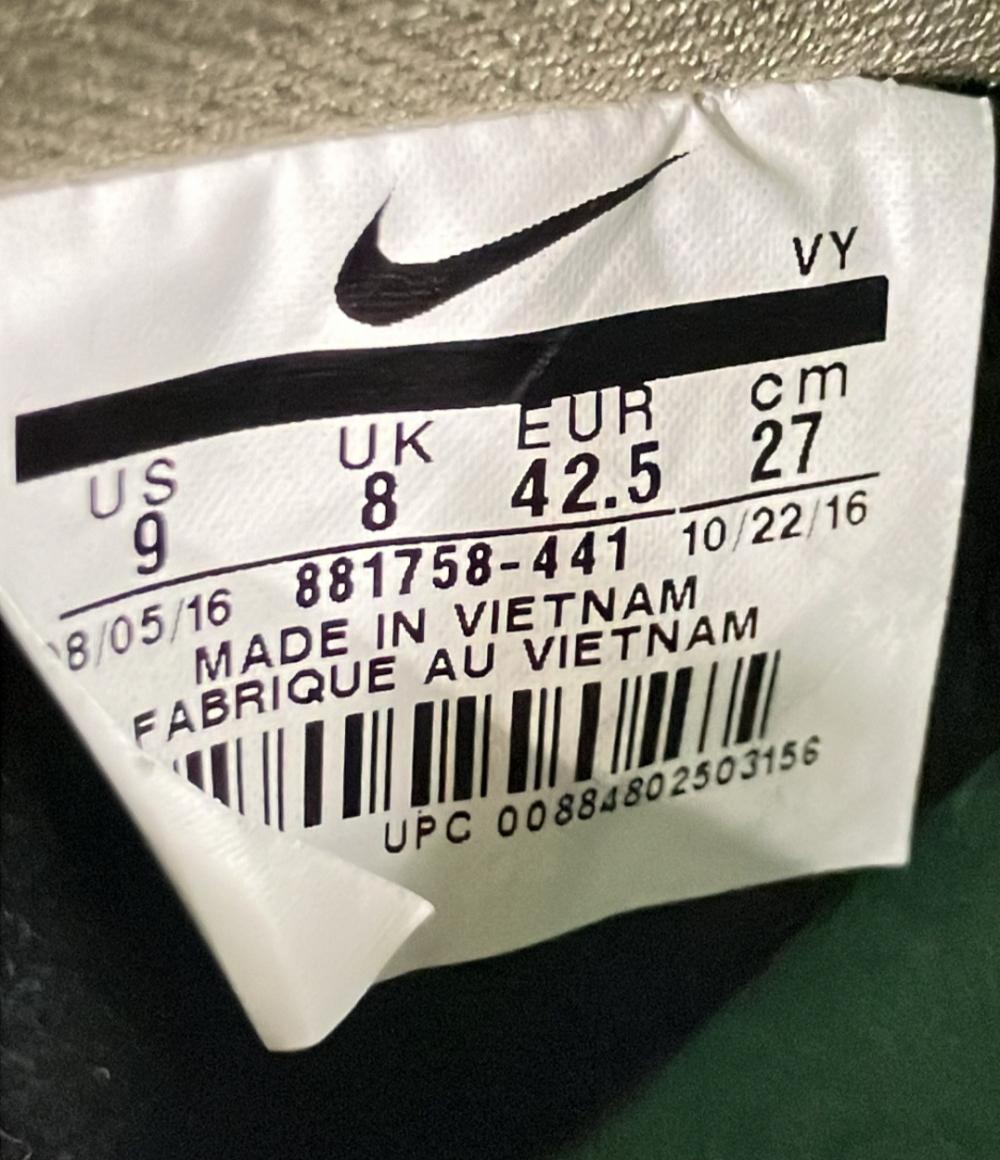 VY
US UK EUR cm
9 8 42.5 27
8/05/16 881758-441 10/22/16
MADE IN VIETNAM
FABRIQUE AU VIETNAM
UPC 00884802503156